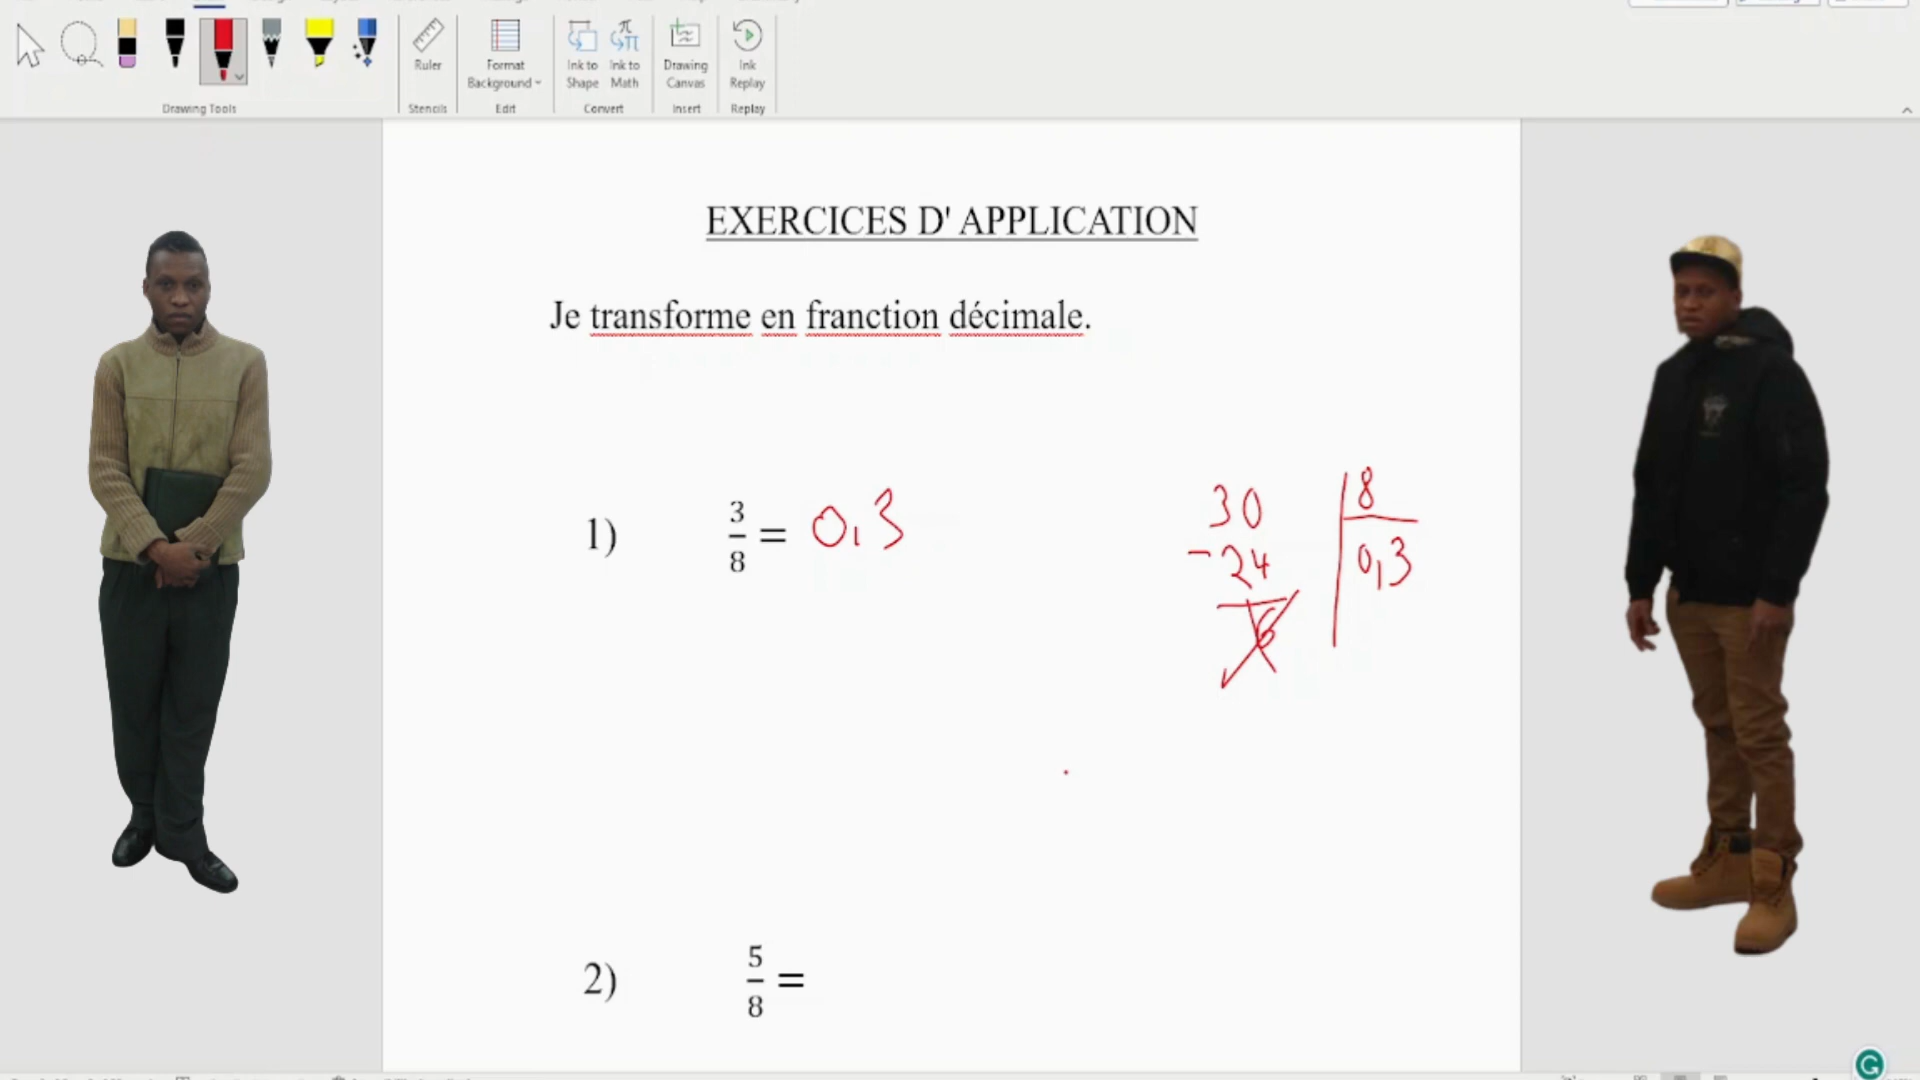 Ruler
Format
Background
Ink to
Shape
Ink to
Math
Drawing
Canvas
Ink
Replay
Drawing Tools
Stencils
Edit
Convert
Insert
Replay
EXERCICES D' APPLICATION
Je transforme en franction décimale.
1) 3/8 = 0,3
30 | 8
-24 | 0,3
6
2) 5/8 =